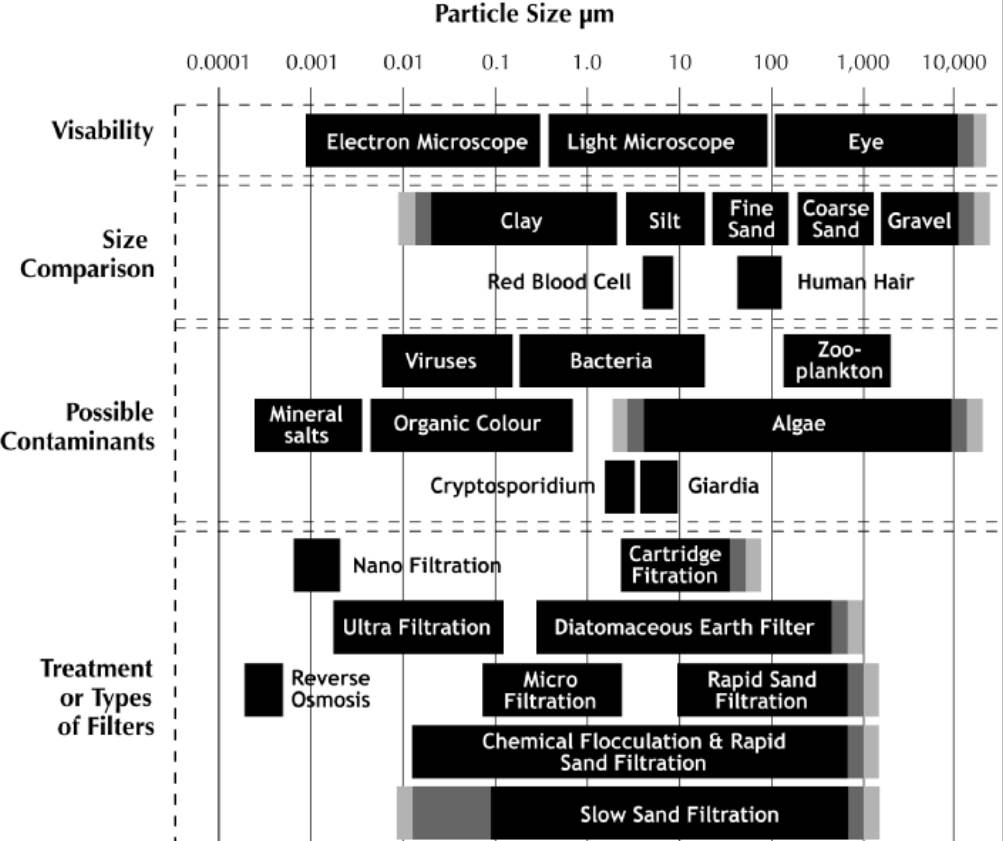 Particle Size µm
0.0001 0.001 0.01 0.1 1.0 10 100 1,000 10,000
Visability
Electron Microscope
Light Microscope
Eye
Size
Comparison
Clay
Silt
Fine
Sand
Coarse
Sand
Gravel
Red Blood Cell
Human Hair
Possible
Contaminants
Viruses
Bacteria
Zoo-
plankton
Mineral
salts
Organic Colour
Algae
Cryptosporidium
Giardia
Treatment
or Types
of Filters
Nano Filtration
Cartridge
Fitration
Ultra Filtration
Diatomaceous Earth Filter
Reverse
Osmosis
Micro
Filtration
Rapid Sand
Filtration
Chemical Flocculation & Rapid
Sand Filtration
Slow Sand Filtration